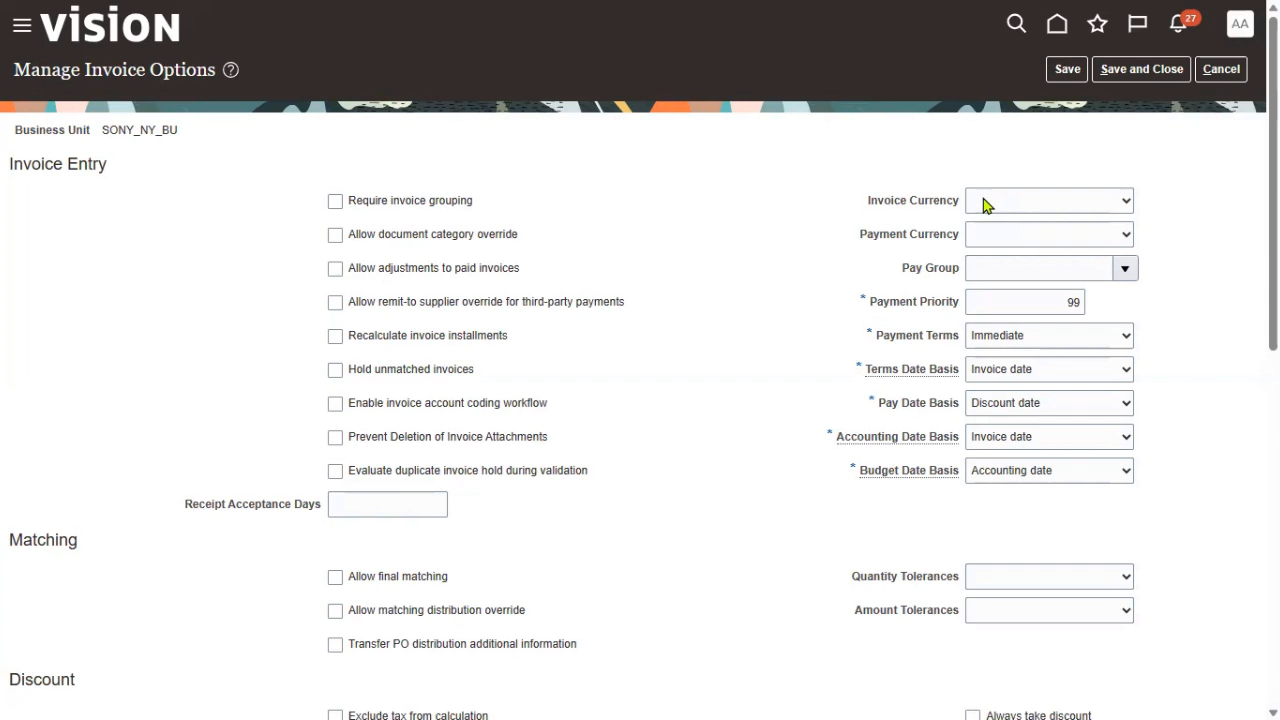 vision
27
AA
Manage Invoice Options ?
Save
Save and Close
Cancel
Business Unit SONY_NY_BU
Invoice Entry
Require invoice grouping
Invoice Currency
Allow document category override
Payment Currency
Allow adjustments to paid invoices
Pay Group
Allow remit-to supplier override for third-party payments
* Payment Priority 99
Recalculate invoice installments
* Payment Terms Immediate
Hold unmatched invoices
* Terms Date Basis Invoice date
Enable invoice account coding workflow
* Pay Date Basis Discount date
Prevent Deletion of Invoice Attachments
* Accounting Date Basis Invoice date
Evaluate duplicate invoice hold during validation
* Budget Date Basis Accounting date
Receipt Acceptance Days
Matching
Allow final matching
Quantity Tolerances
Allow matching distribution override
Amount Tolerances
Transfer PO distribution additional information
Discount
Exclude tax from calculation
Always take discount